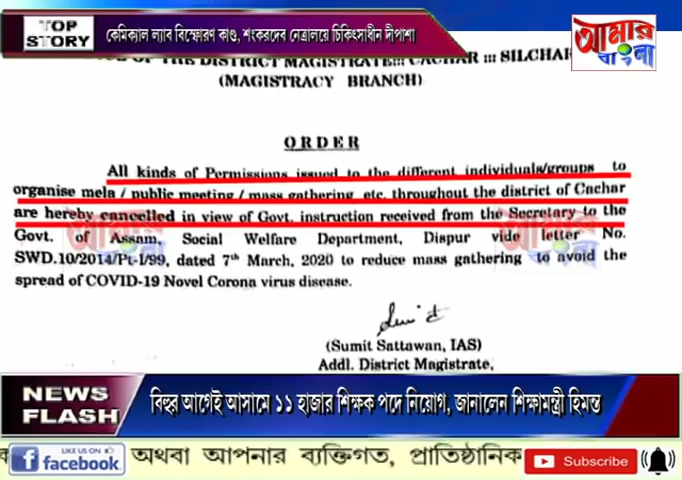 TOP
STORY
কেমিক্যাল ল্যাব বিস্ফোরণ কাণ্ড, শংকরদেব নেত্রালয়ে চিকিৎসাধীন দীপাশা
আমার
বাংলা
OF THE DISTRICT MAGISTRATE::: CACHAR ::: SILCHAR
(MAGISTRACY BRANCH)
ORDER
All kinds of Permissions issued to the different individuals/groups to
organise mela / public meeting / mass gathering etc. throughout the district of Cachar
are hereby cancelled in view of Govt. instruction received from the Secretary to the
Govt. of Assam, Social Welfare Department, Dispur vide letter No.
SWD.10/2014/Pt-I/99, dated 7th March, 2020 to reduce mass gathering to avoid the
spread of COVID-19 Novel Corona virus disease.
(Sumit Sattawan, IAS)
Addl. District Magistrate,
NEWS
FLASH
বিহুর আগেই আসামে ১১ হাজার শিক্ষক পদে নিয়োগ, জানালেন শিক্ষামন্ত্রী হিমন্ত
LIKE US ON
facebook
অথবা আপনার ব্যক্তিগত, প্রাতিষ্ঠানিক
Subscribe